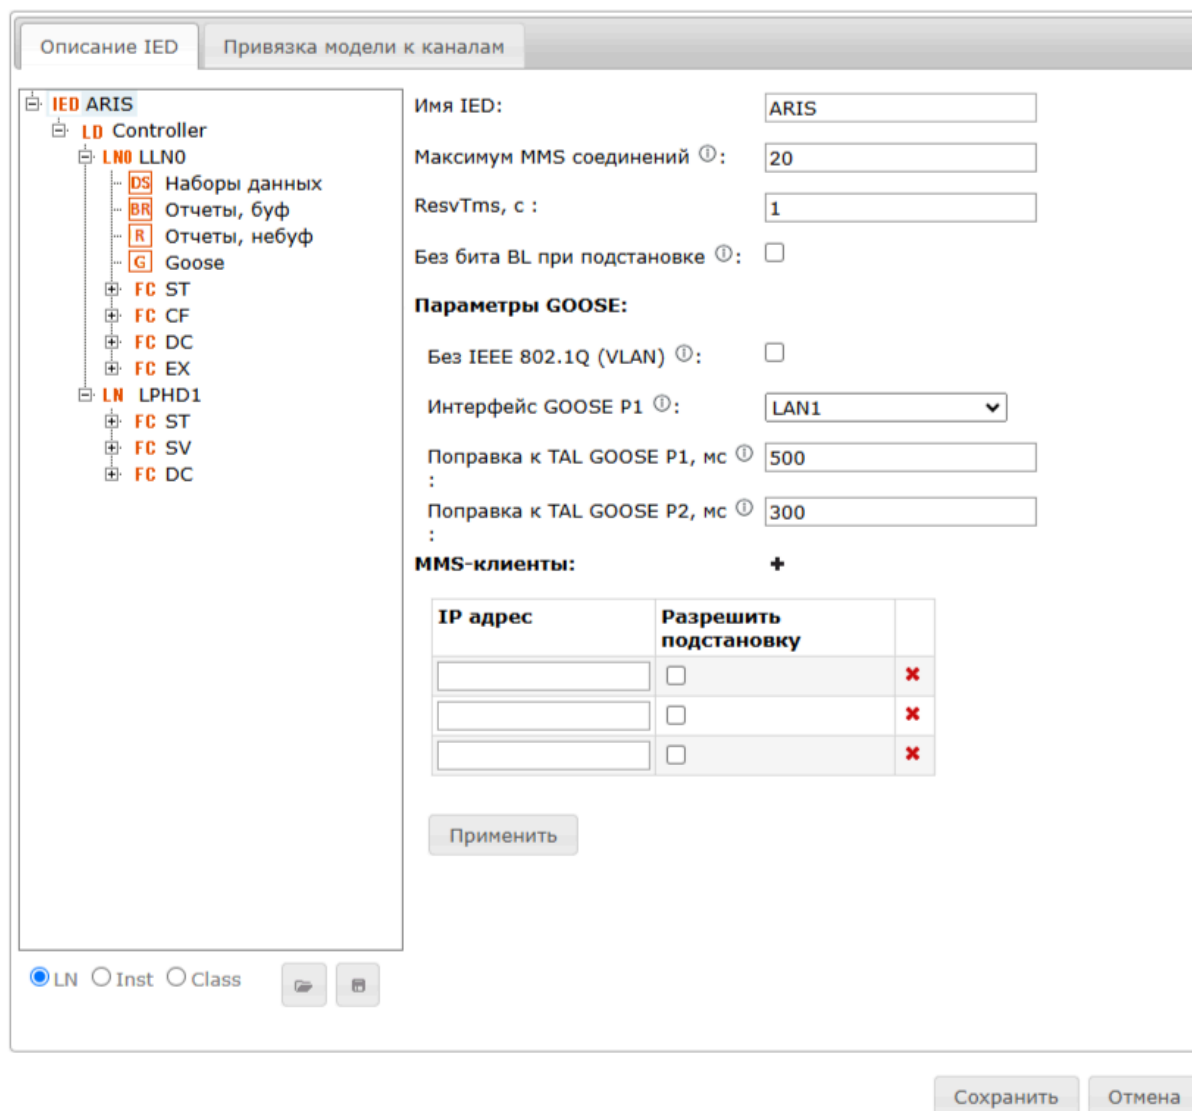 Описание IED
Привязка модели к каналам
IED ARIS
LD Controller
LN0 LLN0
DS Наборы данных
BR Отчеты, буф
R Отчеты, небуф
G Goose
FC ST
FC CF
FC DC
FC EX
LN LPHD1
FC ST
FC SV
FC DC
LN Inst Class
Имя IED: ARIS
Максимум MMS соединений ⓘ: 20
ResvTms, с : 1
Без бита BL при подстановке ⓘ:
Параметры GOOSE:
Без IEEE 802.1Q (VLAN) ⓘ:
Интерфейс GOOSE P1 ⓘ: LAN1
Поправка к TAL GOOSE P1, мс ⓘ 500
:
Поправка к TAL GOOSE P2, мс ⓘ 300
:
MMS-клиенты: +
IP адрес
Разрешить
подстановку
Применить
Сохранить
Отмена